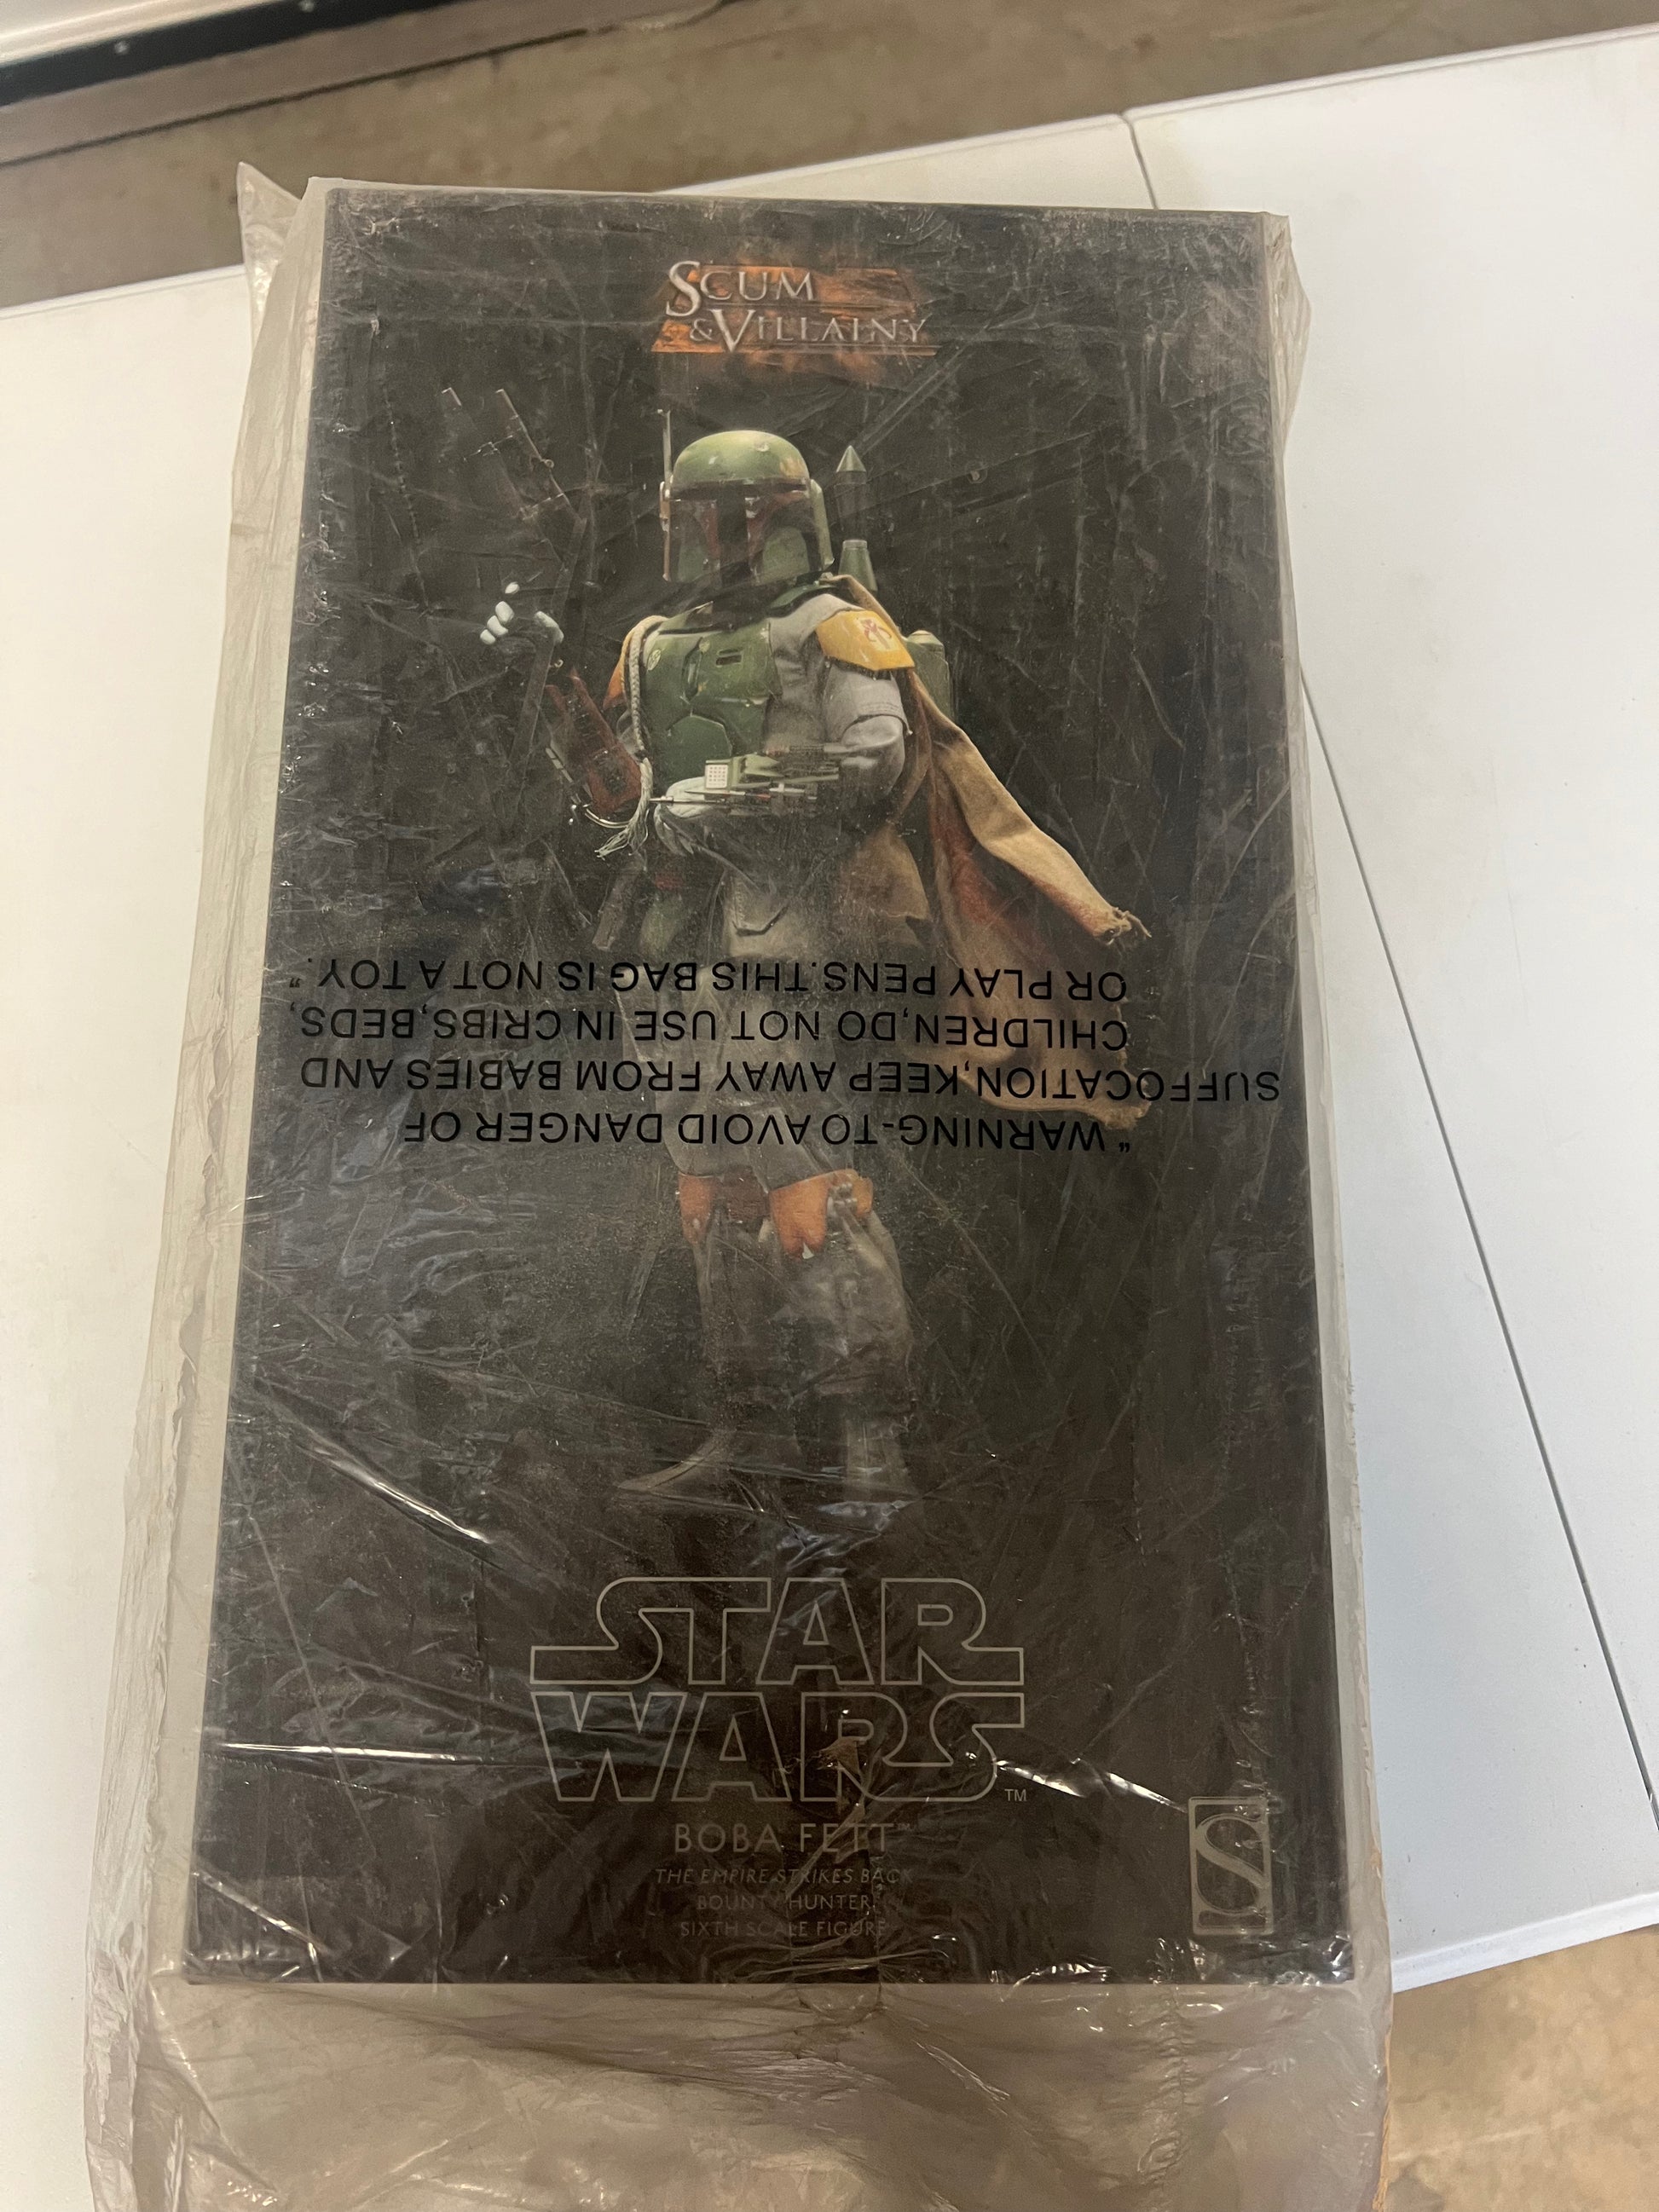 SCUM
& VILLAINY
" WARNING-TO AVOID DANGER OF
SUFFOCATION,KEEP AWAY FROM BABIES AND
CHILDREN,DO NOT USE IN CRIBS,BEDS,
OR PLAY PENS.THIS BAG IS NOT A TOY. "
STAR
WARS TM
BOBA FETT™
THE EMPIRE STRIKES BACK
BOUNTY HUNTER
SIXTH SCALE FIGURE
S